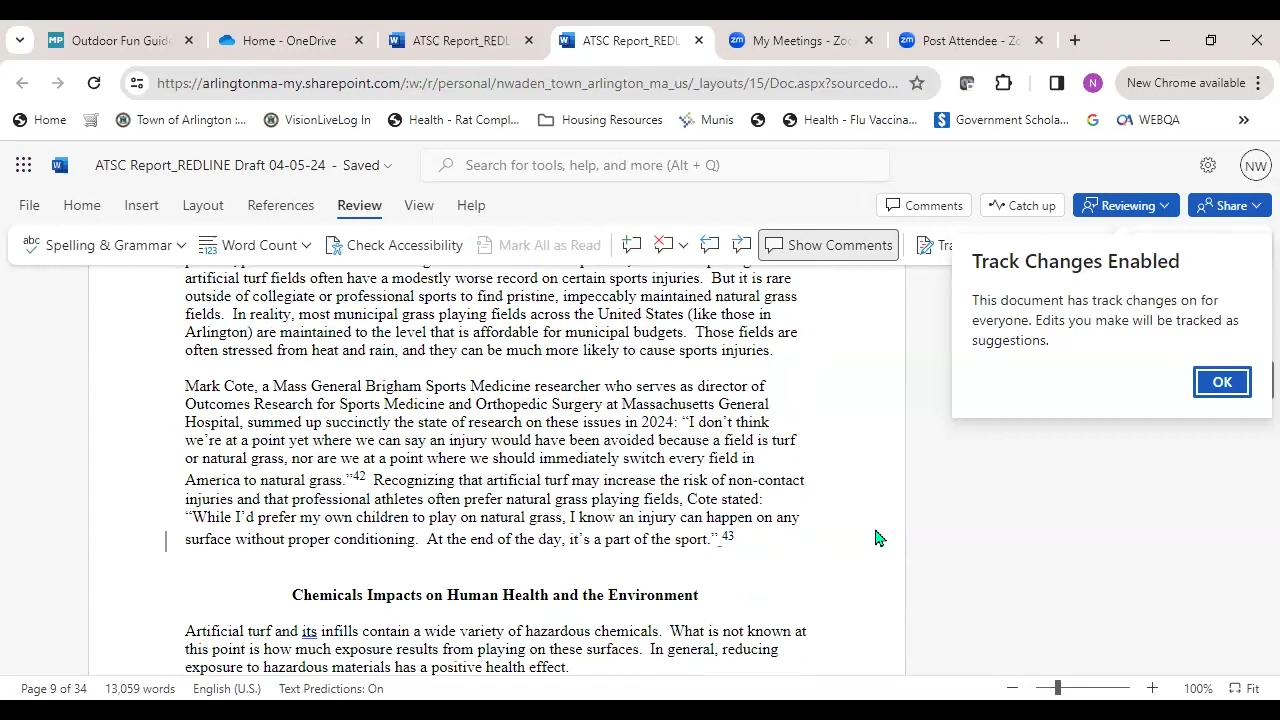 MP Outdoor Fun Guid
Home - OneDrive
ATSC Report_REDL
ATSC Report_REDL
zm My Meetings - Zo
zm Post Attendee - Z
https://arlingtonma-my.sharepoint.com/:w:/r/personal/nwaden_town_arlington_ma_us/_layouts/15/Doc.aspx?sourcedo...
N
New Chrome available
Home
Town of Arlington :...
VisionLiveLog In
Health - Rat Compl...
Housing Resources
Munis
Health - Flu Vaccina...
Government Schola...
WEBQA
ATSC Report_REDLINE Draft 04-05-24 - Saved
Search for tools, help, and more (Alt + Q)
NW
File Home Insert Layout References Review View Help
Comments Catch up Reviewing Share
Spelling & Grammar Word Count Check Accessibility Mark All as Read Show Comments
Track Changes Enabled
This document has track changes on for
everyone. Edits you make will be tracked as
suggestions.
OK
artificial turf fields often have a modestly worse record on certain sports injuries. But it is rare
outside of collegiate or professional sports to find pristine, impeccably maintained natural grass
fields. In reality, most municipal grass playing fields across the United States (like those in
Arlington) are maintained to the level that is affordable for municipal budgets. Those fields are
often stressed from heat and rain, and they can be much more likely to cause sports injuries.
Mark Cote, a Mass General Brigham Sports Medicine researcher who serves as director of
Outcomes Research for Sports Medicine and Orthopedic Surgery at Massachusetts General
Hospital, summed up succinctly the state of research on these issues in 2024: “I don’t think
we’re at a point yet where we can say an injury would have been avoided because a field is turf
or natural grass, nor are we at a point where we should immediately switch every field in
America to natural grass.”42 Recognizing that artificial turf may increase the risk of non-contact
injuries and that professional athletes often prefer natural grass playing fields, Cote stated:
“While I’d prefer my own children to play on natural grass, I know an injury can happen on any
surface without proper conditioning. At the end of the day, it’s a part of the sport.” 43
Chemicals Impacts on Human Health and the Environment
Artificial turf and its infills contain a wide variety of hazardous chemicals. What is not known at
this point is how much exposure results from playing on these surfaces. In general, reducing
exposure to hazardous materials has a positive health effect.
Page 9 of 34 13,059 words English (U.S.) Text Predictions: On
100% Fit